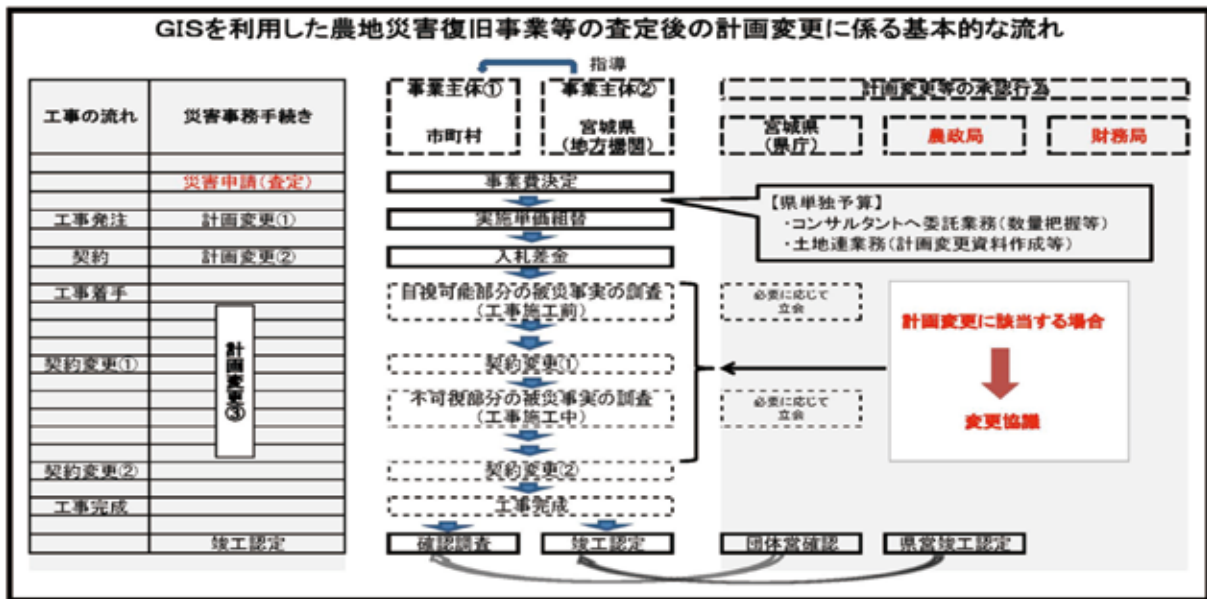 GISを利用した農地災害復旧事業等の査定後の計画変更に係る基本的な流れ
指導
工事の流れ
災害事務手続き
事業主体①
市町村
事業主体②
宮城県
(地方機関)
計画変更等の承認行為
宮城県
(県庁)
農政局
財務局
災害申請(査定)
事業費決定
工事発注
計画変更①
実施単価組替
【県単独予算】
・コンサルタントへ委託業務(数量把握等)
・土地連業務(計画変更資料作成等)
契約
計画変更②
入札差金
工事着手
目視可能部分の被災事実の調査
(工事施工前)
必要に応じて
立会
計画変更に該当する場合
計画変更③
契約変更①
契約変更①
不可視部分の被災事実の調査
(工事施工中)
必要に応じて
立会
変更協議
契約変更②
契約変更②
工事完成
工事完成
竣工認定
確認調査
竣工認定
団体営確認
県営竣工認定